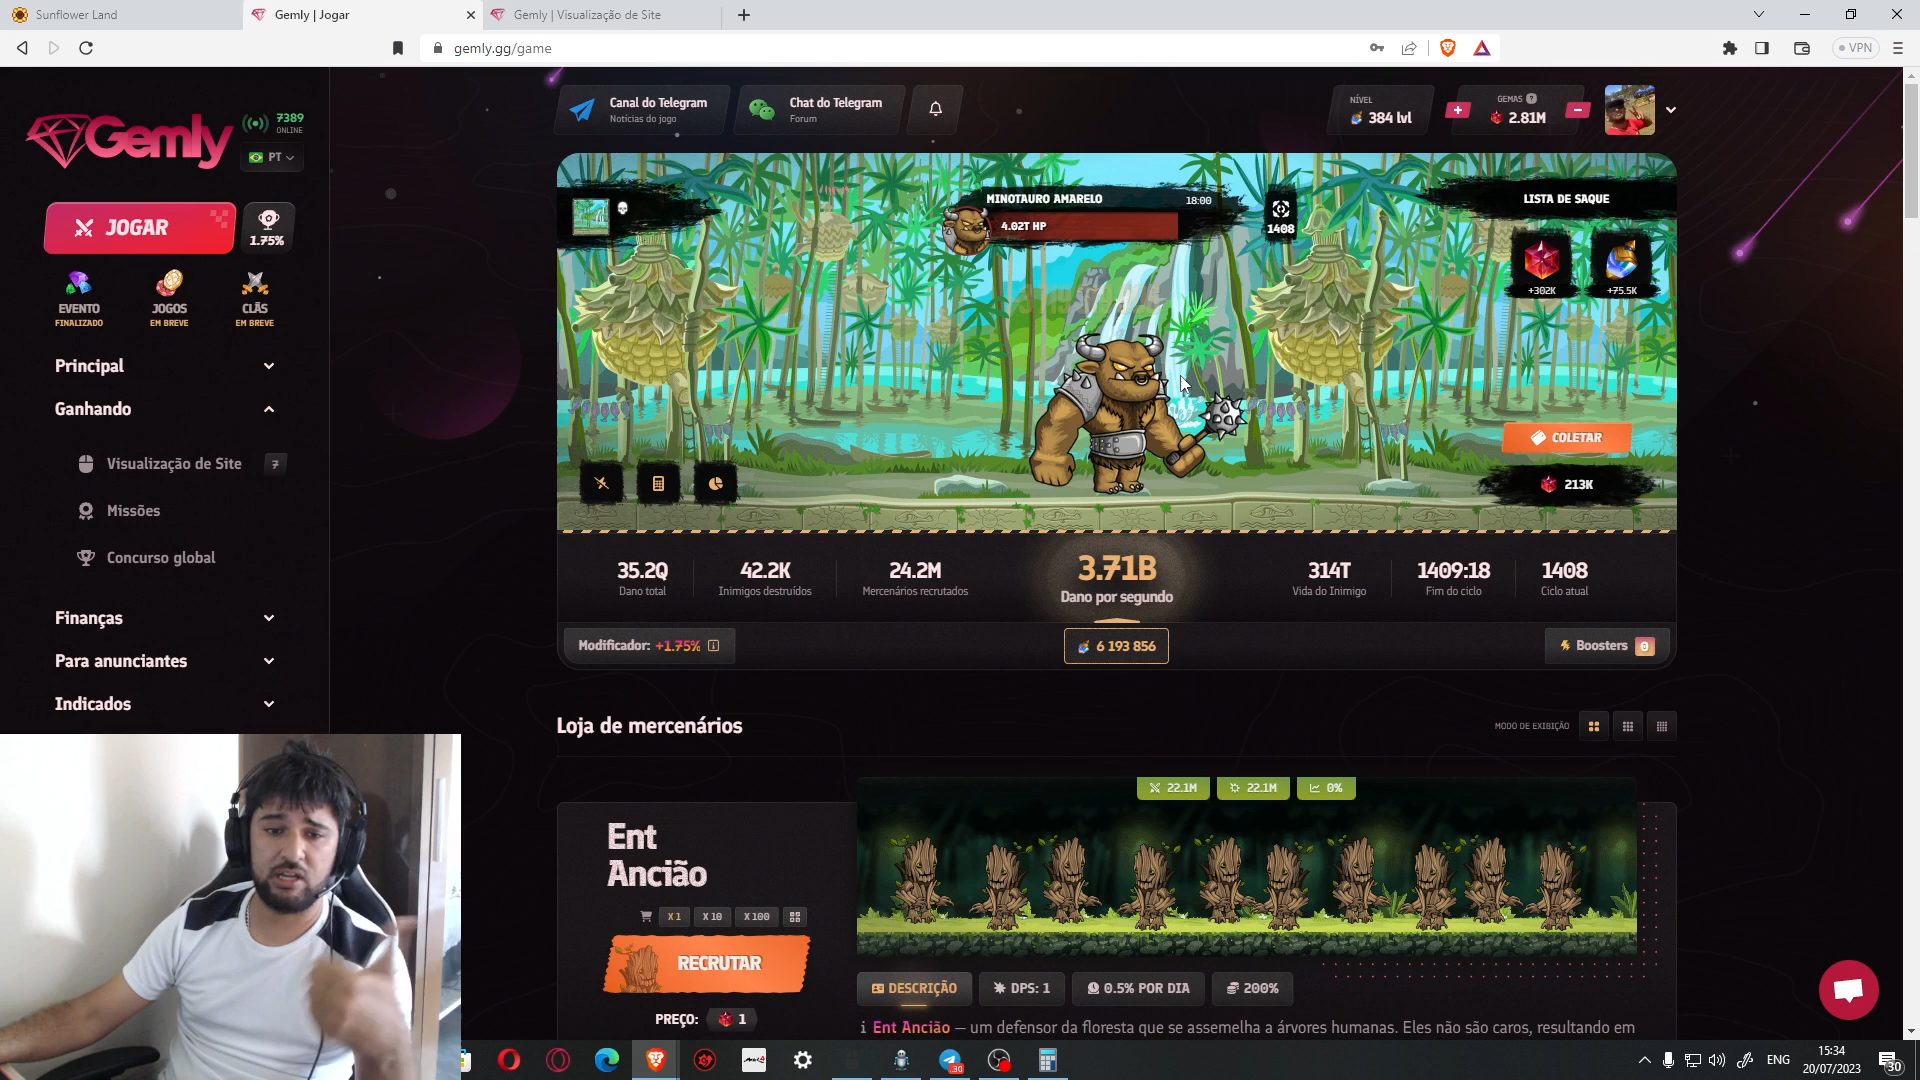 Sunflower Land
Gemly | Jogar
Gemly | Visualização de Site
gemly.gg/game
VPN
Gemly
7389
ONLINE
PT
Canal do Telegram
Notícias do jogo
Chat do Telegram
Forum
NÍVEL
384 lvl
GEMAS
2.81M
JOGAR
1.75%
EVENTO
FINALIZADO
JOGOS
EM BREVE
CLÃS
EM BREVE
Principal
Ganhando
Visualização de Site
7
Missões
Concurso global
Finanças
Para anunciantes
Indicados
MINOTAURO AMARELO
18:00
4.02T HP
1408
LISTA DE SAQUE
+302K
+75.5K
COLETAR
213K
35.2Q
Dano total
42.2K
Inimigos destruídos
24.2M
Mercenários recrutados
3.71B
Dano por segundo
314T
Vida do Inimigo
1409:18
Fim do ciclo
1408
Ciclo atual
Modificador: +1.75%
6 193 856
Boosters 0
Loja de mercenários
MODO DE EXIBIÇÃO
Ent
Ancião
X 1
X 10
X 100
RECRUTAR
PREÇO: 1
22.1M
22.1M
0%
DESCRIÇÃO
DPS: 1
0.5% POR DIA
200%
Ent Ancião — um defensor da floresta que se assemelha a árvores humanas. Eles não são caros, resultando em
30
ENG
15:34
20/07/2023
30